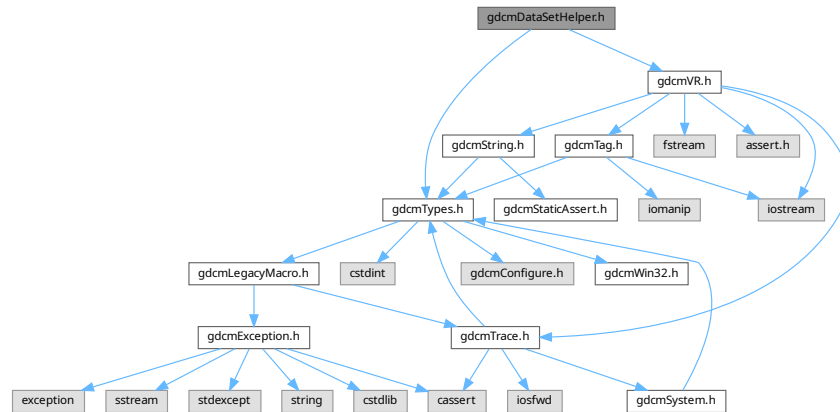 gdcmDataSetHelper.h
gdcmVR.h
gdcmString.h
gdcmTag.h
fstream
assert.h
gdcmTypes.h
gdcmStaticAssert.h
iomanip
iostream
gdcmLegacyMacro.h
cstdint
gdcmConfigure.h
gdcmWin32.h
gdcmException.h
gdcmTrace.h
exception
sstream
stdexcept
string
cstdlib
cassert
iosfwd
gdcmSystem.h